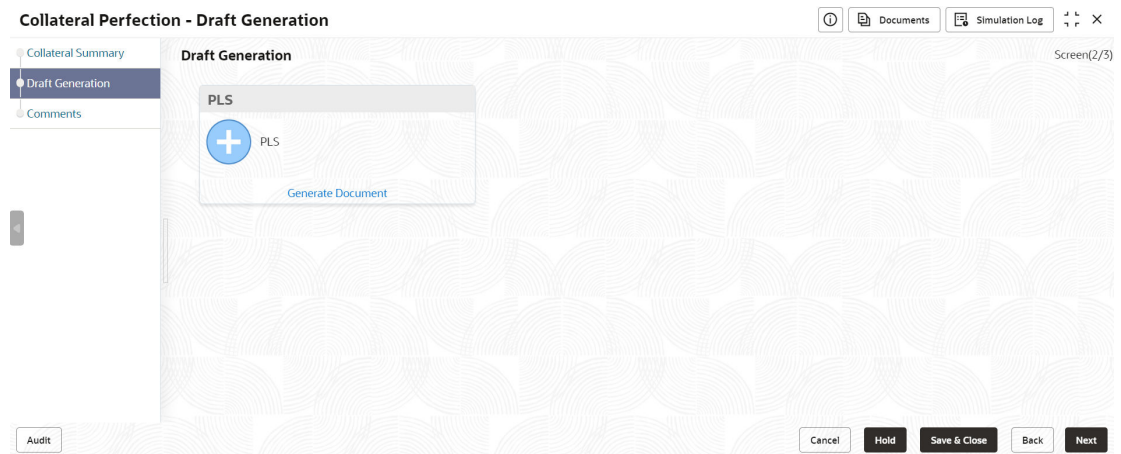 Collateral Perfection - Draft Generation
Documents
Simulation Log
Collateral Summary
Draft Generation
Comments
Draft Generation
Screen(2/3)
PLS
PLS
Generate Document
Audit
Cancel
Hold
Save & Close
Back
Next